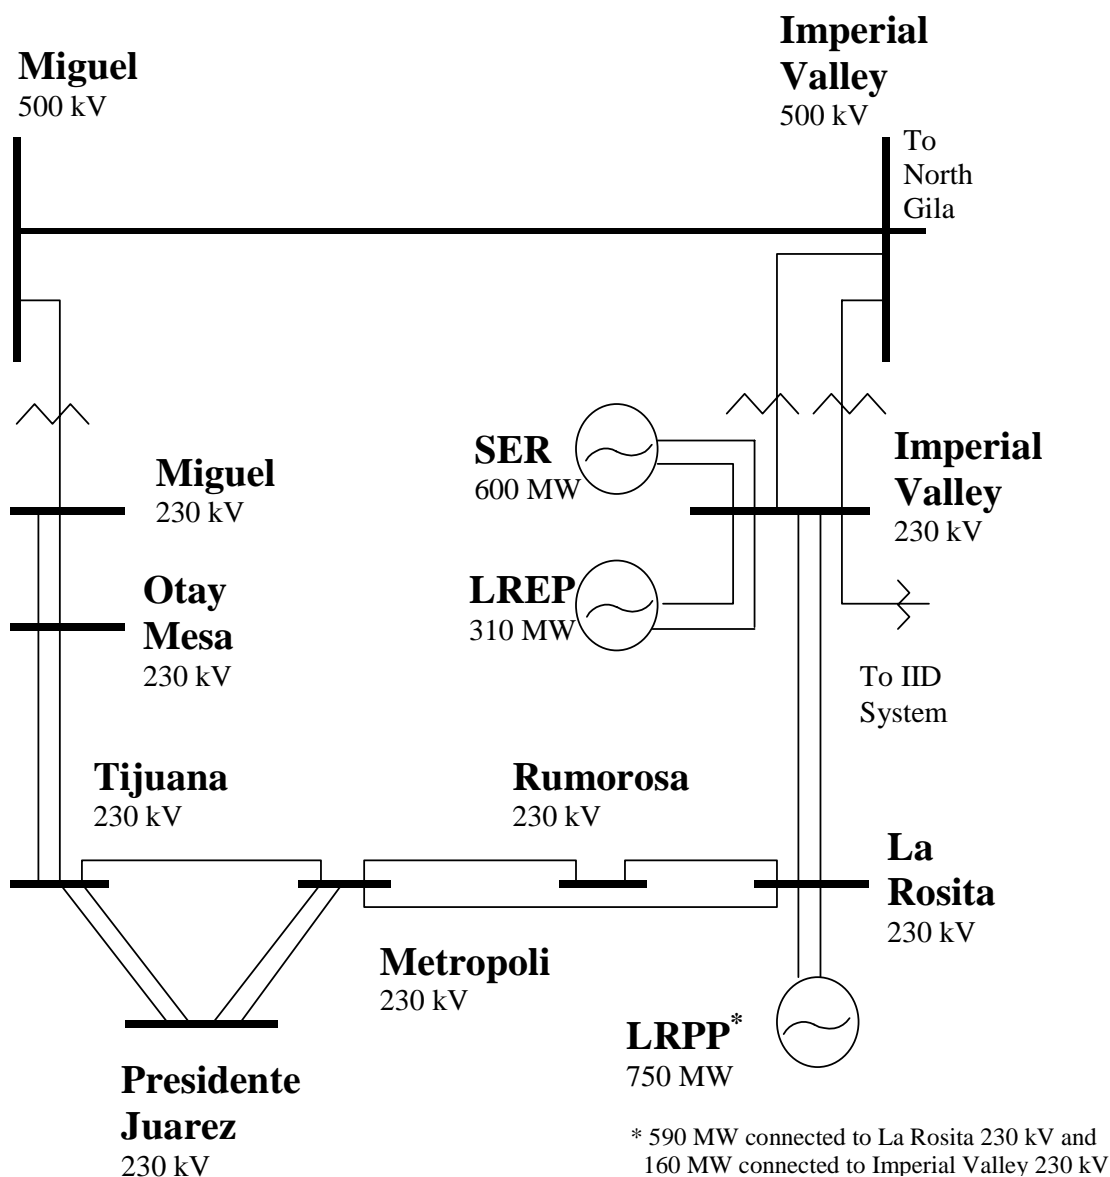 Miguel
500 kV
Imperial
Valley
500 kV
To
North
Gila
SER
600 MW
Imperial
Valley
230 kV
Miguel
230 kV
Otay
Mesa
230 kV
LREP
310 MW
To IID
System
Tijuana
230 kV
Rumorosa
230 kV
La
Rosita
230 kV
Metropoli
230 kV
LRPP*
750 MW
Presidente
Juarez
230 kV
* 590 MW connected to La Rosita 230 kV and
160 MW connected to Imperial Valley 230 kV